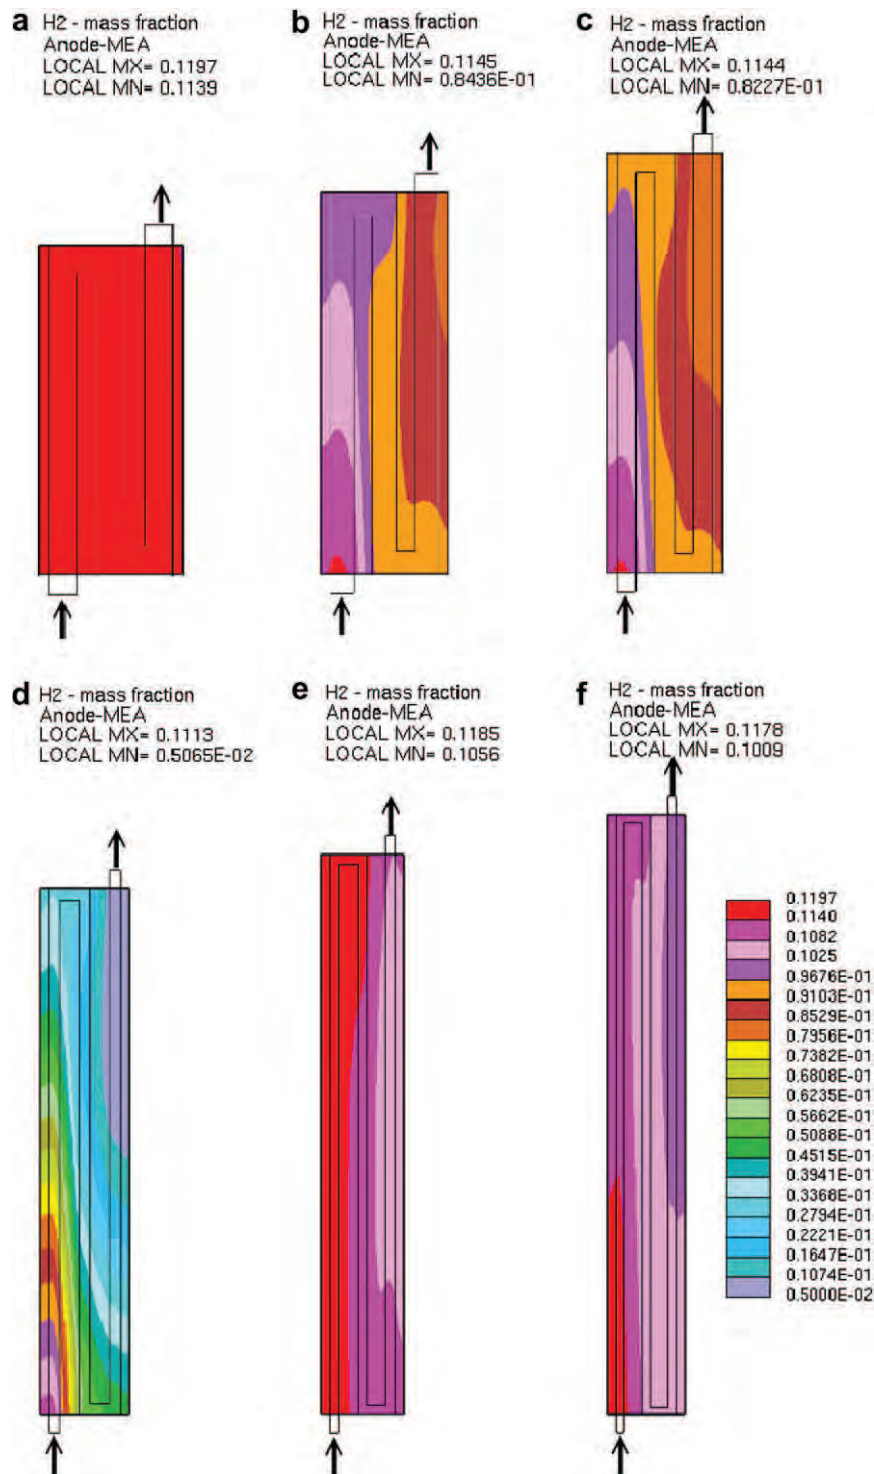 a H2 - mass fraction
Anode-MEA
LOCAL MX= 0.1197
LOCAL MN= 0.1139
b H2 - mass fraction
Anode-MEA
LOCAL MX= 0.1145
LOCAL MN= 0.8436E-01
c H2 - mass fraction
Anode-MEA
LOCAL MX= 0.1144
LOCAL MN= 0.8227E-01
d H2 - mass fraction
Anode-MEA
LOCAL MX= 0.1113
LOCAL MN= 0.5065E-02
e H2 - mass fraction
Anode-MEA
LOCAL MX= 0.1185
LOCAL MN= 0.1056
f H2 - mass fraction
Anode-MEA
LOCAL MX= 0.1178
LOCAL MN= 0.1009
0.1197
0.1140
0.1082
0.1025
0.9676E-01
0.9103E-01
0.8529E-01
0.7956E-01
0.7382E-01
0.6808E-01
0.6235E-01
0.5662E-01
0.5088E-01
0.4515E-01
0.3941E-01
0.3368E-01
0.2794E-01
0.2221E-01
0.1647E-01
0.1074E-01
0.5000E-02